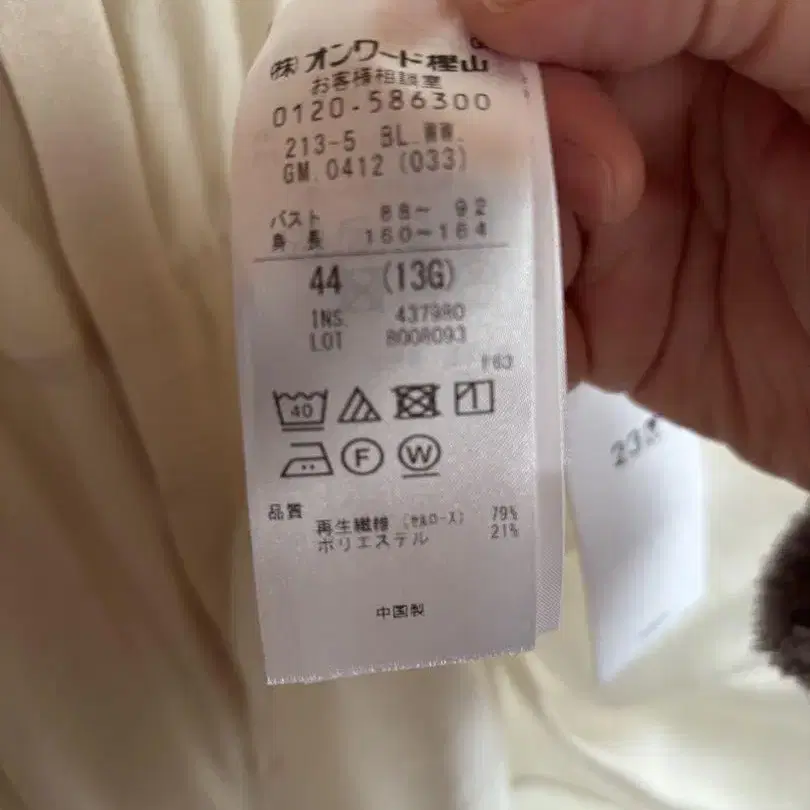 ㈱オンワード樫山
お客様相談室
0120-586300
213-5 BL.
GM.0412 (033)
バスト 88~ 92
身 長 160~164
44 (13G)
INS. 437980
LOT 8008093
F63
40
F W
品質 再生繊維 (セルロース) 79%
ポリエステル 21%
中国製